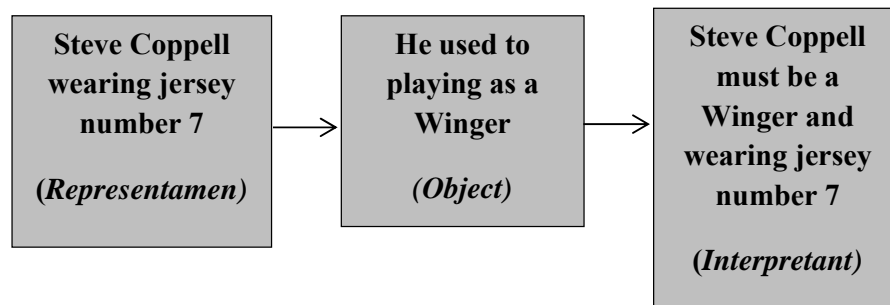 Steve Coppell
wearing jersey
number 7
(Representamen)
He used to
playing as a
Winger
(Object)
Steve Coppell
must be a
Winger and
wearing jersey
number 7
(Interpretant)